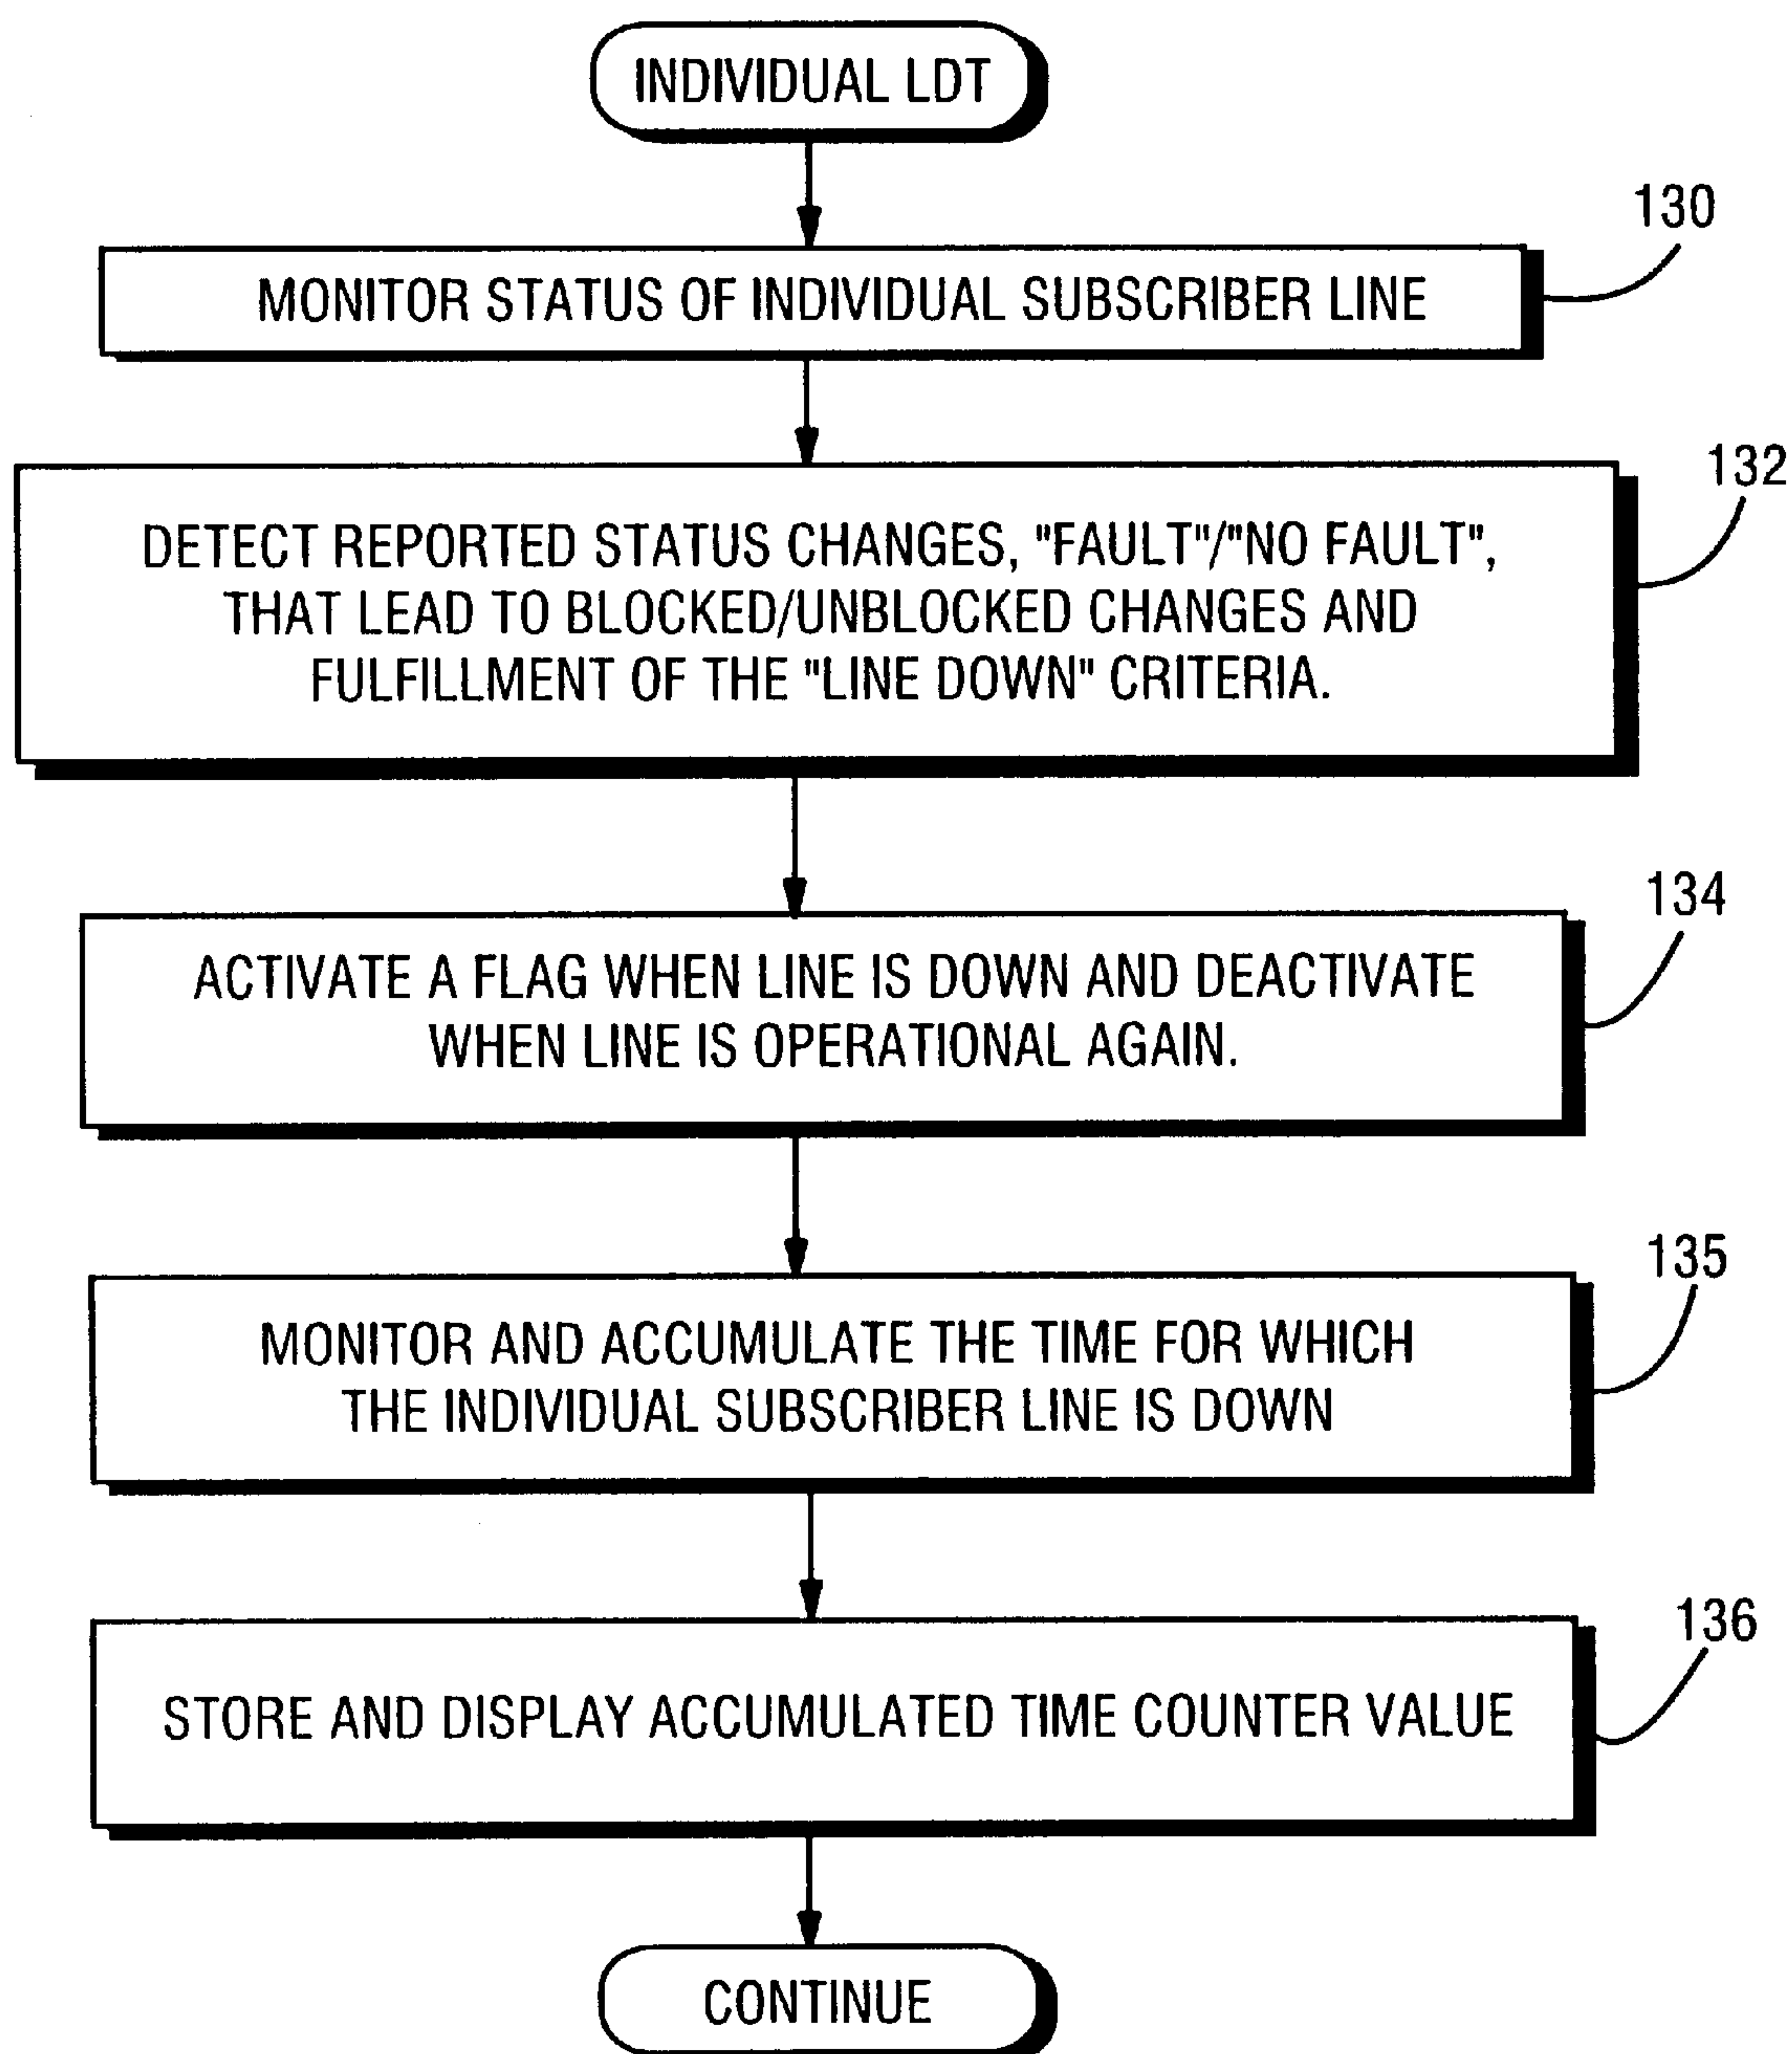 INDIVIDUAL LDT
130
MONITOR STATUS OF INDIVIDUAL SUBSCRIBER LINE
132
DETECT REPORTED STATUS CHANGES, "FAULT"/"NO FAULT",
THAT LEAD TO BLOCKED/UNBLOCKED CHANGES AND
FULFILLMENT OF THE "LINE DOWN" CRITERIA.
134
ACTIVATE A FLAG WHEN LINE IS DOWN AND DEACTIVATE
WHEN LINE IS OPERATIONAL AGAIN.
135
MONITOR AND ACCUMULATE THE TIME FOR WHICH
THE INDIVIDUAL SUBSCRIBER LINE IS DOWN
136
STORE AND DISPLAY ACCUMULATED TIME COUNTER VALUE
CONTINUE